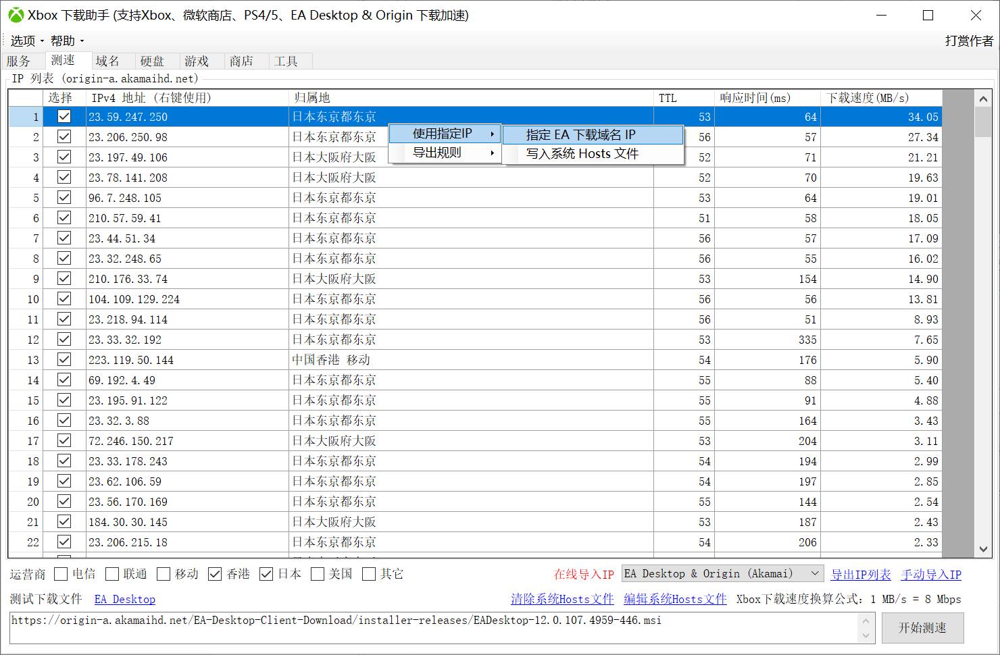 Xbox 下载助手 (支持Xbox、微软商店、PS4/5、EA Desktop & Origin 下载加速)
选项 帮助 打赏作者
服务 测速 域名 硬盘 游戏 商店 工具
IP 列表 (origin-a.akamaihd.net)
选择 IPv4 地址 (右键使用) 归属地 TTL 响应时间(ms) 下载速度(MB/s)
1 23.59.247.250 日本东京都东京 53 64 34.05
使用指定IP 指定 EA 下载域名 IP
2 23.206.250.98 日本东京都东京 56 57 27.34
导出规则 写入系统 Hosts 文件
3 23.197.49.106 日本大阪府大阪 52 71 21.21
4 23.78.141.208 日本大阪府大阪 52 70 19.63
5 96.7.248.105 日本东京都东京 53 64 19.01
6 210.57.59.41 日本东京都东京 51 58 18.05
7 23.44.51.34 日本东京都东京 56 57 17.09
8 23.32.248.65 日本东京都东京 56 55 16.02
9 210.176.33.74 日本大阪府大阪 53 154 14.90
10 104.109.129.224 日本东京都东京 56 56 13.81
11 23.218.94.114 日本东京都东京 56 51 8.93
12 23.33.32.192 日本东京都东京 53 335 7.65
13 223.119.50.144 中国香港 移动 54 176 5.90
14 69.192.4.49 日本东京都东京 55 88 5.40
15 23.195.91.122 日本东京都东京 55 91 4.88
16 23.32.3.88 日本东京都东京 55 164 3.43
17 72.246.150.217 日本大阪府大阪 53 204 3.11
18 23.33.178.243 日本东京都东京 54 194 2.99
19 23.62.106.59 日本东京都东京 54 197 2.85
20 23.56.170.169 日本东京都东京 55 144 2.54
21 184.30.30.145 日本大阪府大阪 53 187 2.43
22 23.206.215.18 日本东京都东京 54 206 2.33
运营商 电信 联通 移动 香港 日本 美国 其它 在线导入IP EA Desktop & Origin (Akamai) 导出IP列表 手动导入IP
测试下载文件 EA Desktop 清除系统Hosts文件 编辑系统Hosts文件 Xbox下载速度换算公式：1 MB/s = 8 Mbps
https://origin-a.akamaihd.net/EA-Desktop-Client-Download/installer-releases/EADesktop-12.0.107.4959-446.msi
开始测速